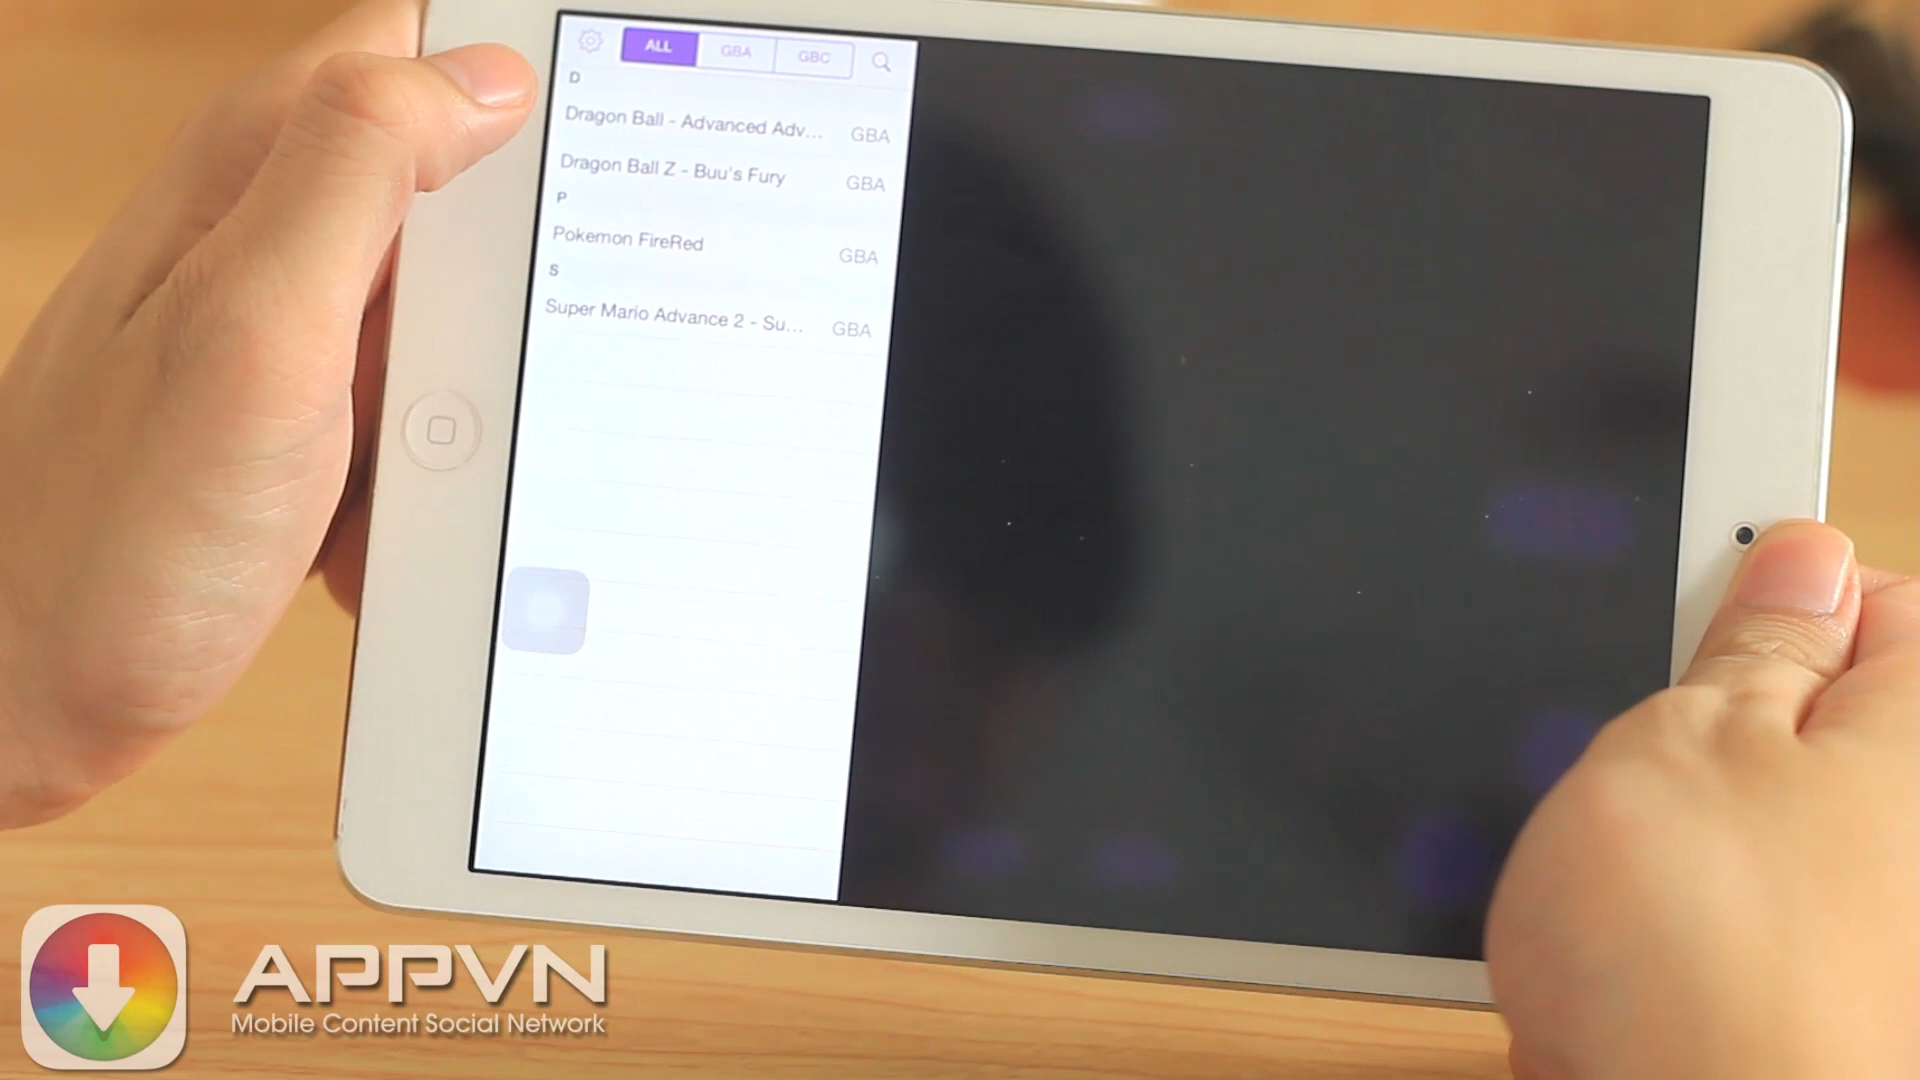 ALL GBA GBC
D
Dragon Ball - Advanced Adv... GBA
Dragon Ball Z - Buu's Fury GBA
P
Pokemon FireRed GBA
S
Super Mario Advance 2 - Su... GBA
APPVN
Mobile Content Social Network